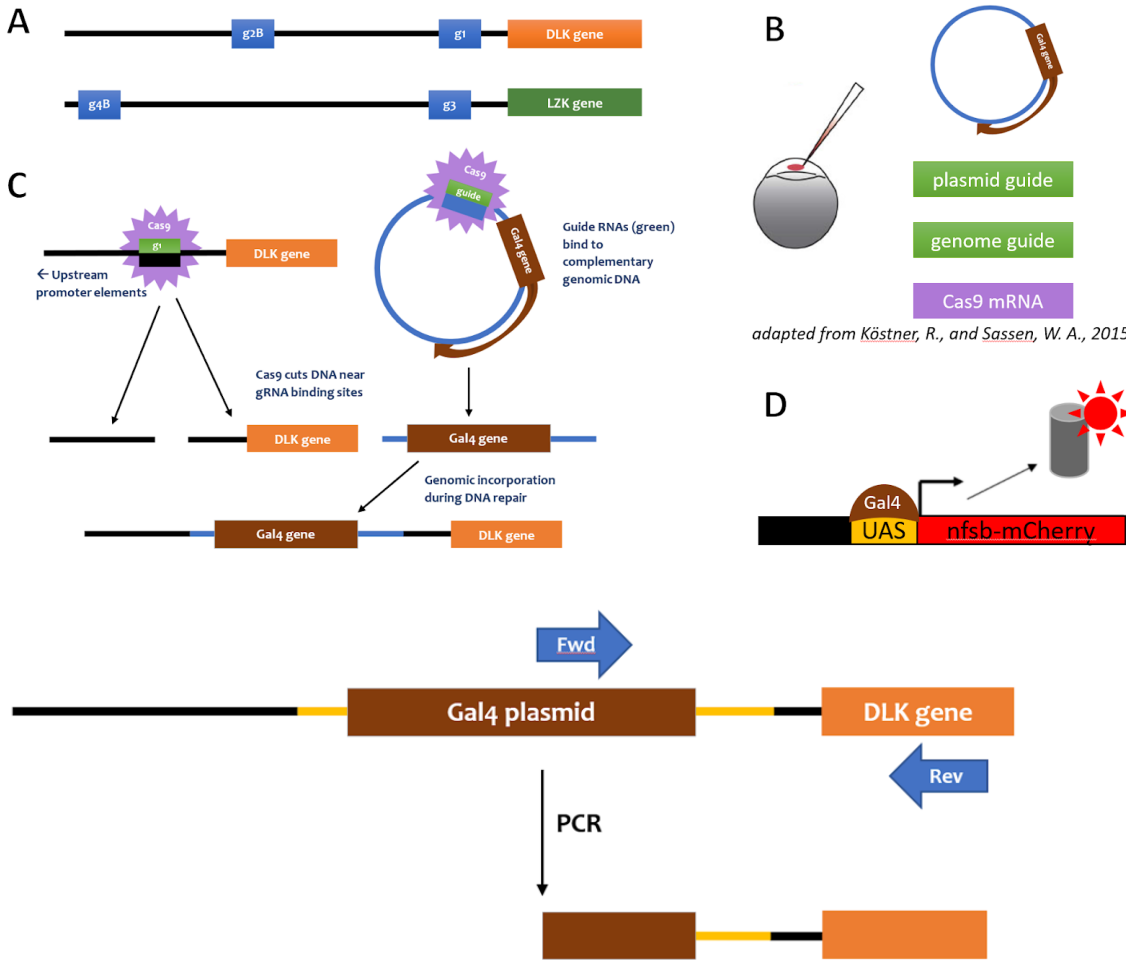 A
g2B
g1
DLK gene
g4B
g3
LZK gene
B
Gal4 gene
plasmid guide
genome guide
Cas9 mRNA
adapted from Köstner, R., and Sassen, W. A., 2015
C
Cas9
g1
DLK gene
← Upstream
promoter elements
Cas9
guide
Gal4 gene
Guide RNAs (green)
bind to
complementary
genomic DNA
Cas9 cuts DNA near
gRNA binding sites
DLK gene
Gal4 gene
Genomic incorporation
during DNA repair
Gal4 gene
DLK gene
D
Gal4
UAS
nfsb-mCherry
Fwd
Gal4 plasmid
DLK gene
Rev
PCR